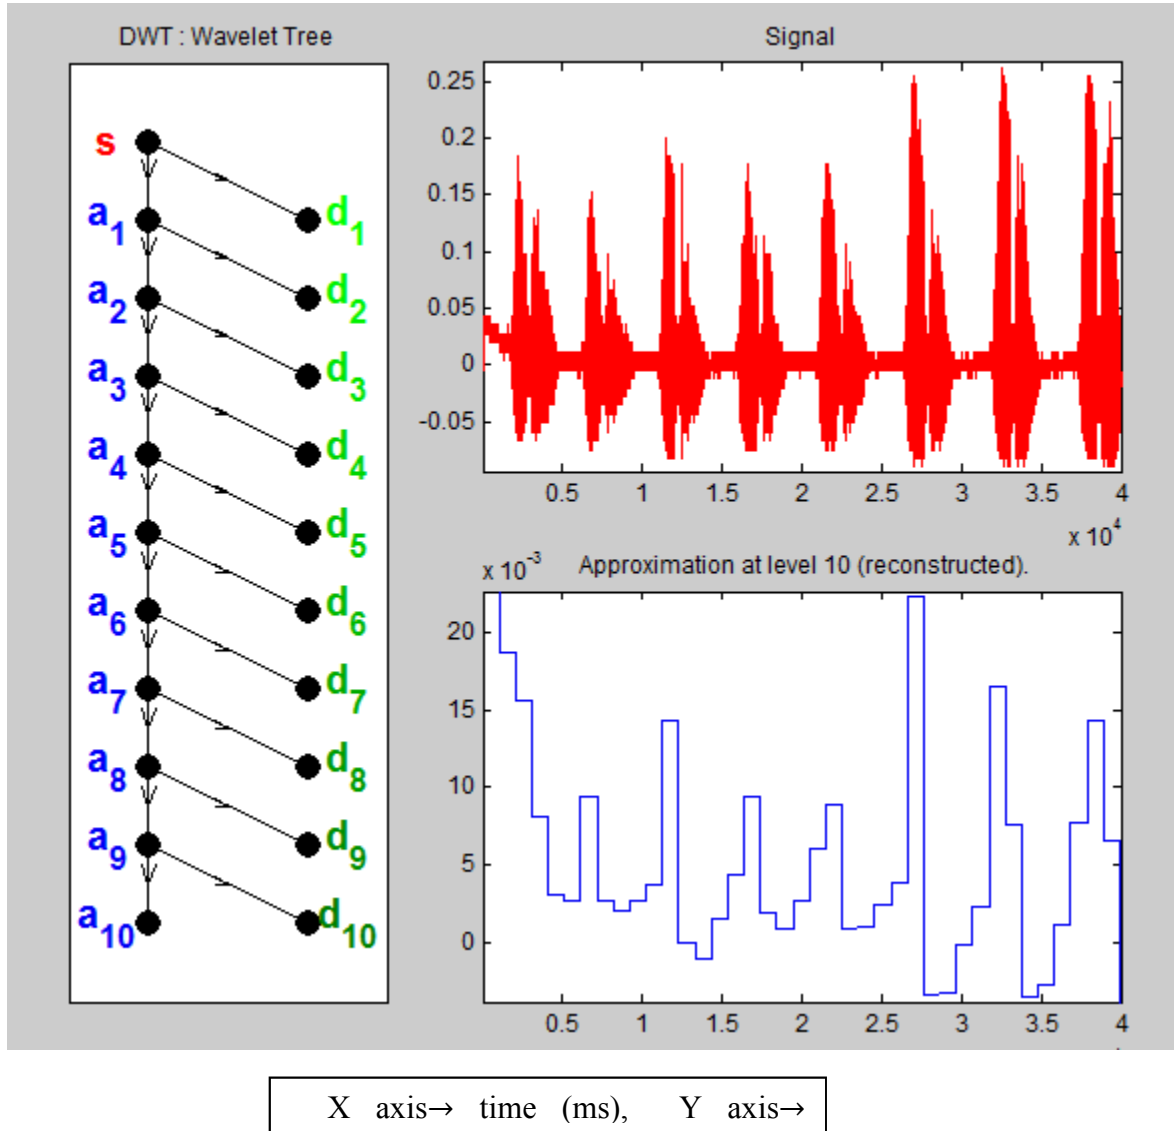 DWT : Wavelet Tree
s
a1 d1
a2 d2
a3 d3
a4 d4
a5 d5
a6 d6
a7 d7
a8 d8
a9 d9
a10 d10
Signal
0.25
0.2
0.15
0.1
0.05
0
-0.05
0.5 1 1.5 2 2.5 3 3.5 4
x 10^4
x 10^-3 Approximation at level 10 (reconstructed).
20
15
10
5
0
0.5 1 1.5 2 2.5 3 3.5 4
X axis→ time (ms), Y axis→